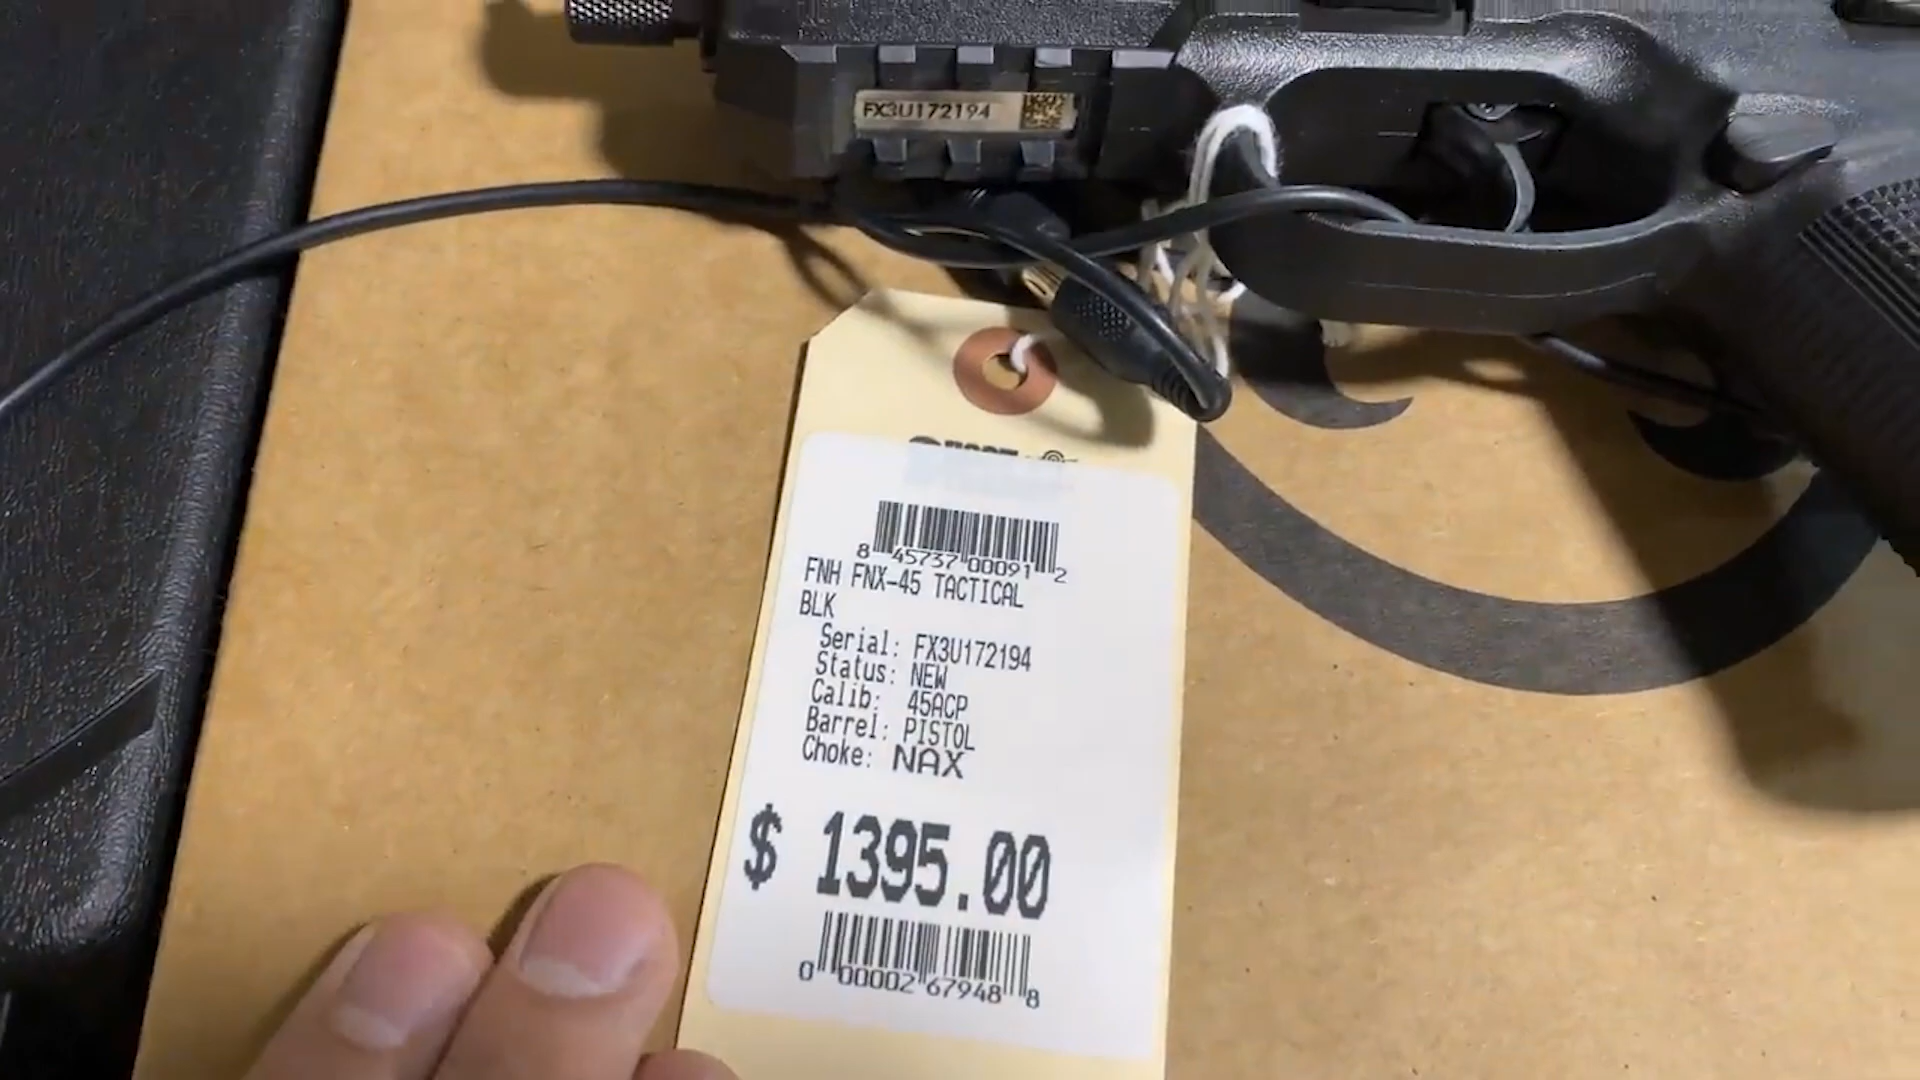 FX3U172194
8 45737 00091 2
FNH FNX-45 TACTICAL
BLK
Serial: FX3U172194
Status: NEW
Calib: 45ACP
Barrel: PISTOL
Choke: NAX
$ 1395.00
0 00002 67948 8